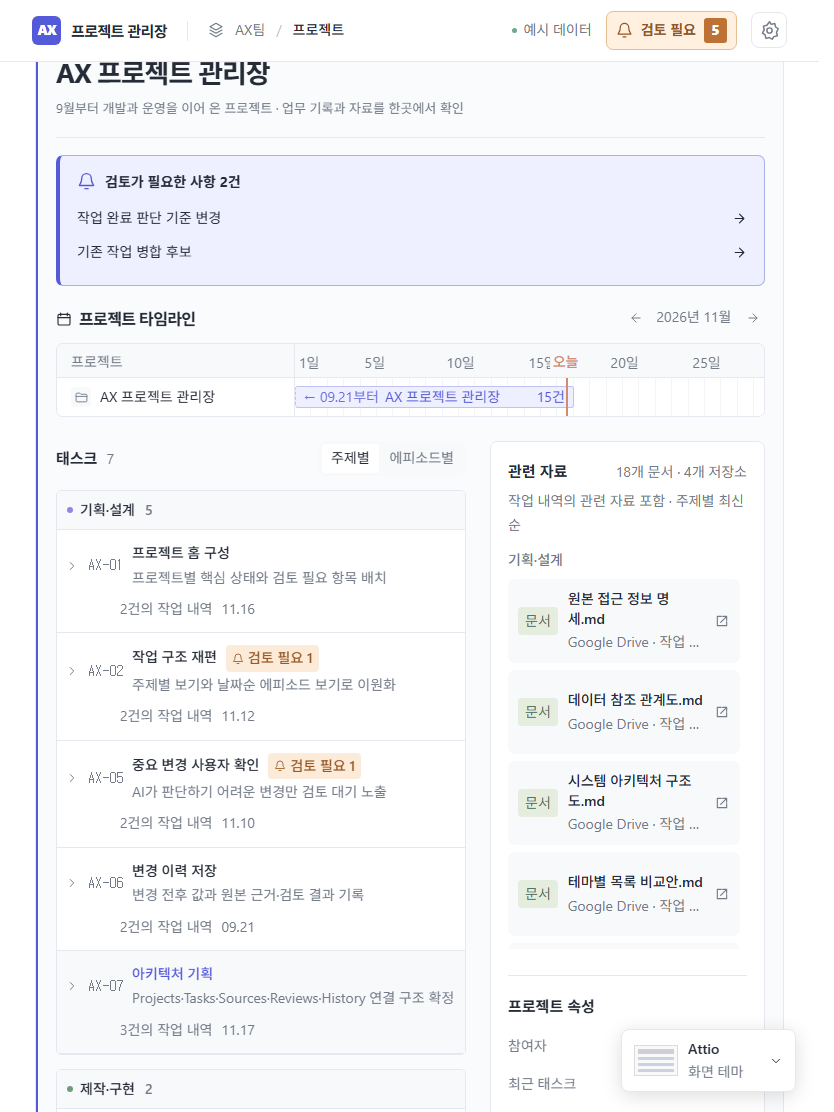 AX 프로젝트 관리장 AX팀 / 프로젝트 예시 데이터 검토 필요 5
AX 프로젝트 관리장
9월부터 개발과 운영을 이어 온 프로젝트 · 업무 기록과 자료를 한곳에서 확인
검토가 필요한 사항 2건
작업 완료 판단 기준 변경 →
기존 작업 병합 후보 →
프로젝트 타임라인 ← 2026년 11월 →
프로젝트 1일 5일 10일 15일 오늘 20일 25일
AX 프로젝트 관리장 ← 09.21부터 AX 프로젝트 관리장 15건
태스크 7 주제별 에피소드별
기획·설계 5
AX-01 프로젝트 홈 구성
프로젝트별 핵심 상태와 검토 필요 항목 배치
2건의 작업 내역 11.16
AX-02 작업 구조 재편 검토 필요 1
주제별 보기와 날짜순 에피소드 보기로 이원화
2건의 작업 내역 11.12
AX-05 중요 변경 사용자 확인 검토 필요 1
AI가 판단하기 어려운 변경만 검토 대기 노출
2건의 작업 내역 11.10
AX-06 변경 이력 저장
변경 전후 값과 원본 근거·검토 결과 기록
2건의 작업 내역 09.21
AX-07 아키텍처 기획
Projects·Tasks·Sources·Reviews·History 연결 구조 확정
3건의 작업 내역 11.17
제작·구현 2
관련 자료 18개 문서 · 4개 저장소
작업 내역의 관련 자료 포함 · 주제별 최신
순
기획·설계
문서 원본 접근 정보 명
세.md
Google Drive · 작업 ...
문서 데이터 참조 관계도.md
Google Drive · 작업 ...
문서 시스템 아키텍처 구조
도.md
Google Drive · 작업 ...
문서 테마별 목록 비교안.md
Google Drive · 작업 ...
프로젝트 속성
참여자
최근 태스크
Attio
화면 테마